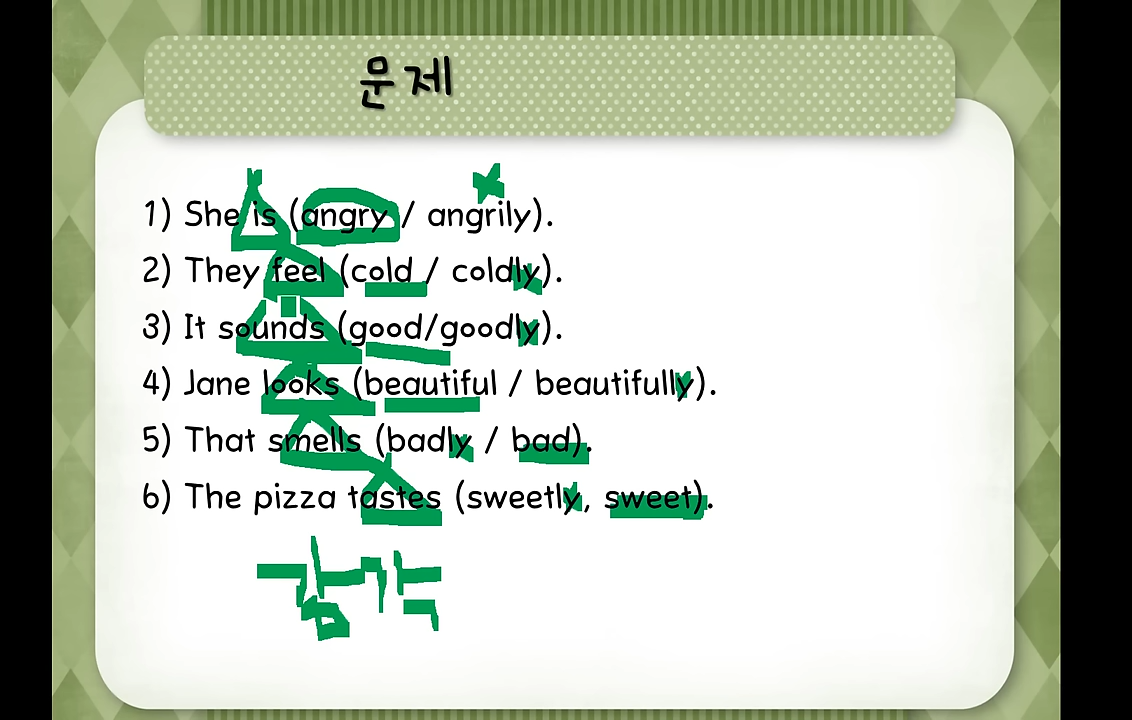 문제
1) She is (angry / angrily).
2) They feel (cold / coldly).
3) It sounds (good/goodly).
4) Jane looks (beautiful / beautifully).
5) That smells (badly / bad).
6) The pizza tastes (sweetly, sweet).
감각